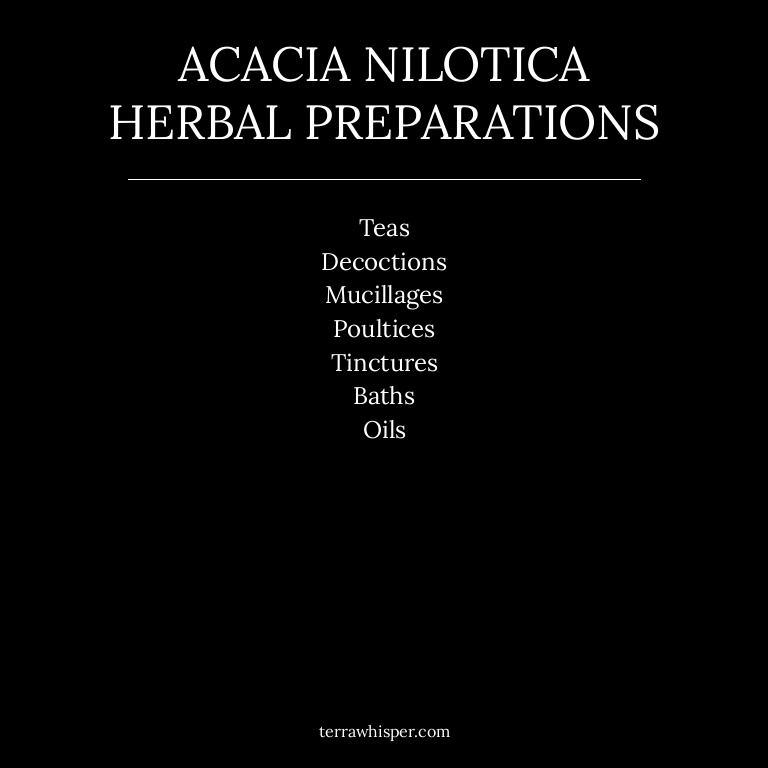 ACACIA NILOTICA
HERBAL PREPARATIONS
Teas
Decoctions
Mucillages
Poultices
Tinctures
Baths
Oils
terrawhisper.com